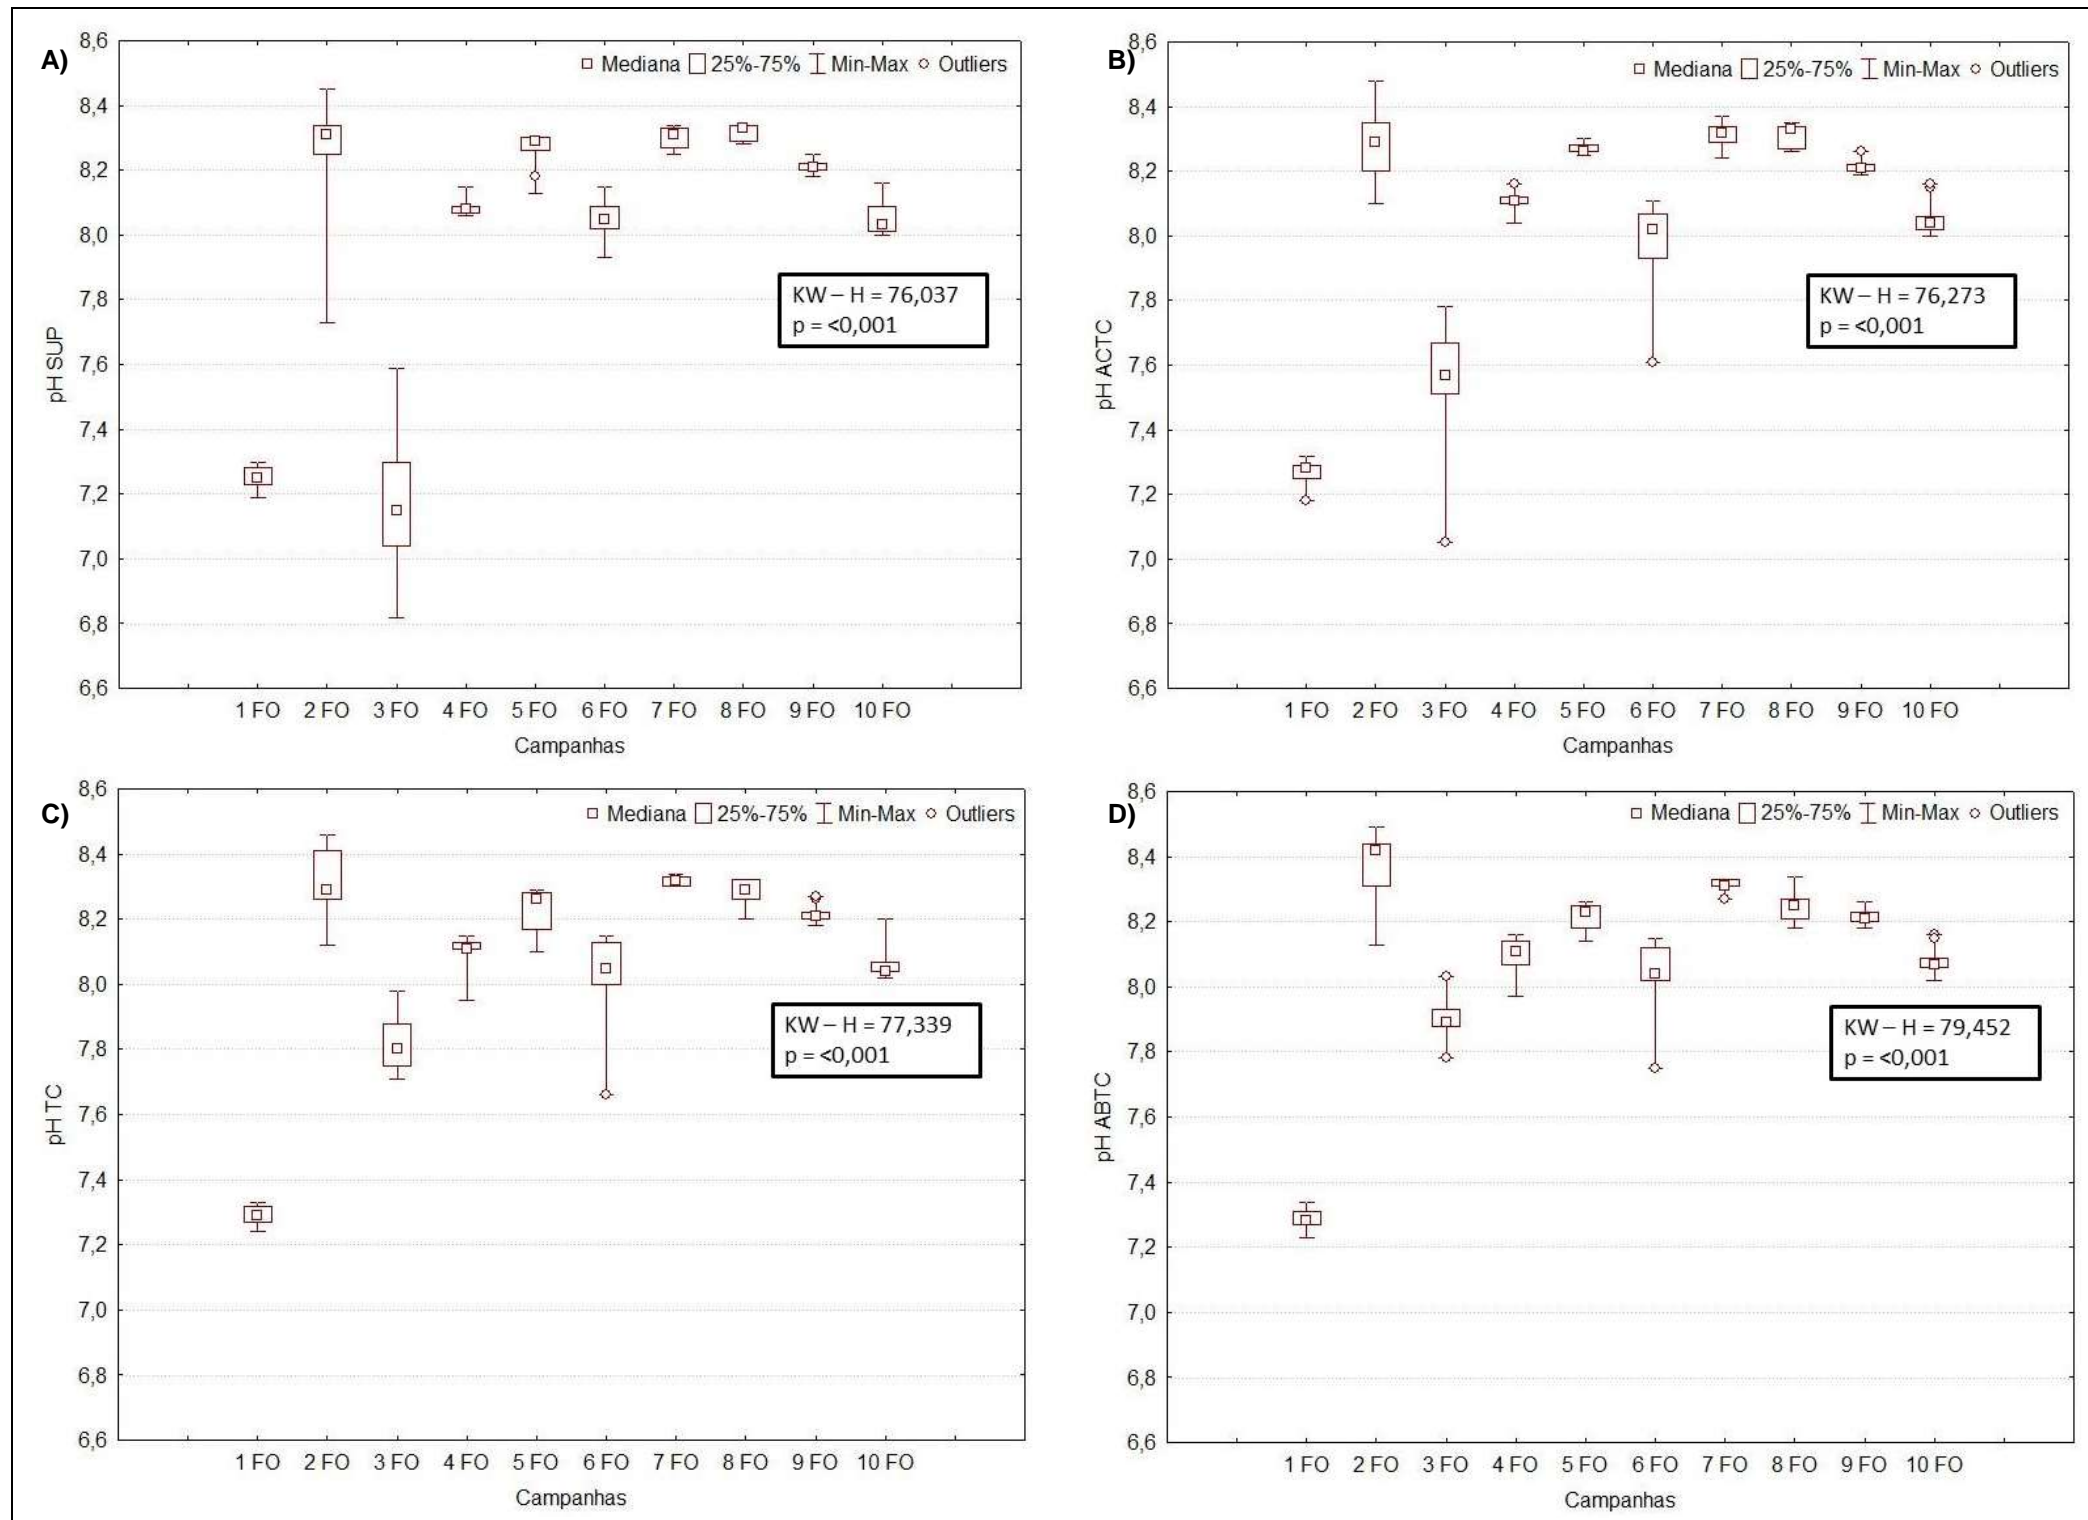 A)
Mediana 25%-75% Min-Max Outliers
8,6
8,4
8,2
8,0
7,8
7,6
7,4
7,2
7,0
6,8
6,6
pH SUP
KW – H = 76,037
p = <0,001
1 FO 2 FO 3 FO 4 FO 5 FO 6 FO 7 FO 8 FO 9 FO 10 FO
Campanhas
B)
Mediana 25%-75% Min-Max Outliers
8,6
8,4
8,2
8,0
7,8
7,6
7,4
7,2
7,0
6,8
6,6
pH ACTC
KW – H = 76,273
p = <0,001
1 FO 2 FO 3 FO 4 FO 5 FO 6 FO 7 FO 8 FO 9 FO 10 FO
Campanhas
C)
Mediana 25%-75% Min-Max Outliers
8,6
8,4
8,2
8,0
7,8
7,6
7,4
7,2
7,0
6,8
6,6
pH TC
KW – H = 77,339
p = <0,001
1 FO 2 FO 3 FO 4 FO 5 FO 6 FO 7 FO 8 FO 9 FO 10 FO
Campanhas
D)
Mediana 25%-75% Min-Max Outliers
8,6
8,4
8,2
8,0
7,8
7,6
7,4
7,2
7,0
6,8
6,6
pH ABTC
KW – H = 79,452
p = <0,001
1 FO 2 FO 3 FO 4 FO 5 FO 6 FO 7 FO 8 FO 9 FO 10 FO
Campanhas